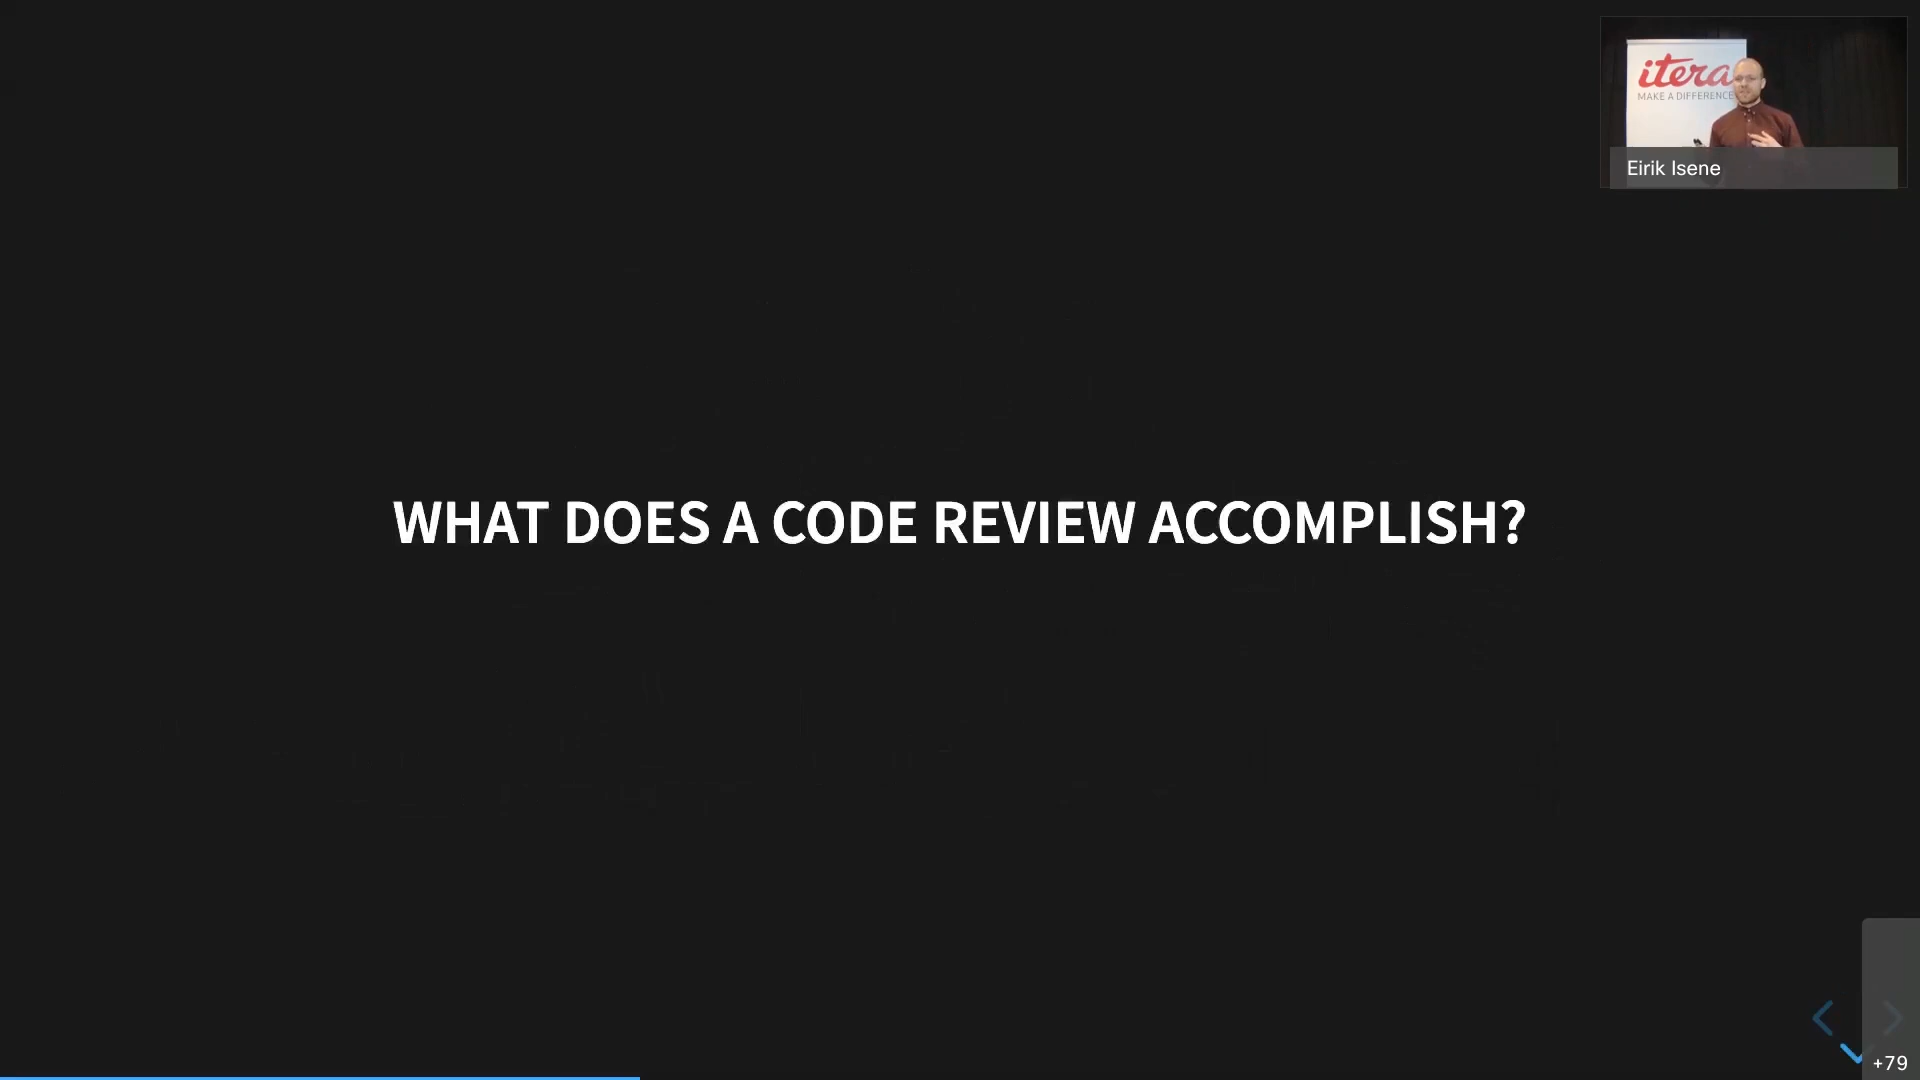 itera
MAKE A DIFFERENCE
Eirik Isene
WHAT DOES A CODE REVIEW ACCOMPLISH?
+79